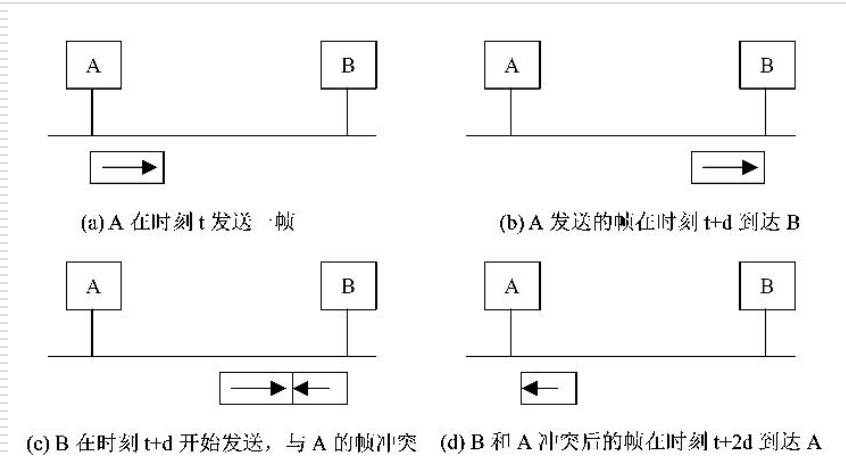 A
B
A
B
(a) A 在时刻 t 发送一帧
(b) A 发送的帧在时刻 t+d 到达 B
A
B
A
B
(c) B 在时刻 t+d 开始发送，与 A 的帧冲突
(d) B 和 A 冲突后的帧在时刻 t+2d 到达 A